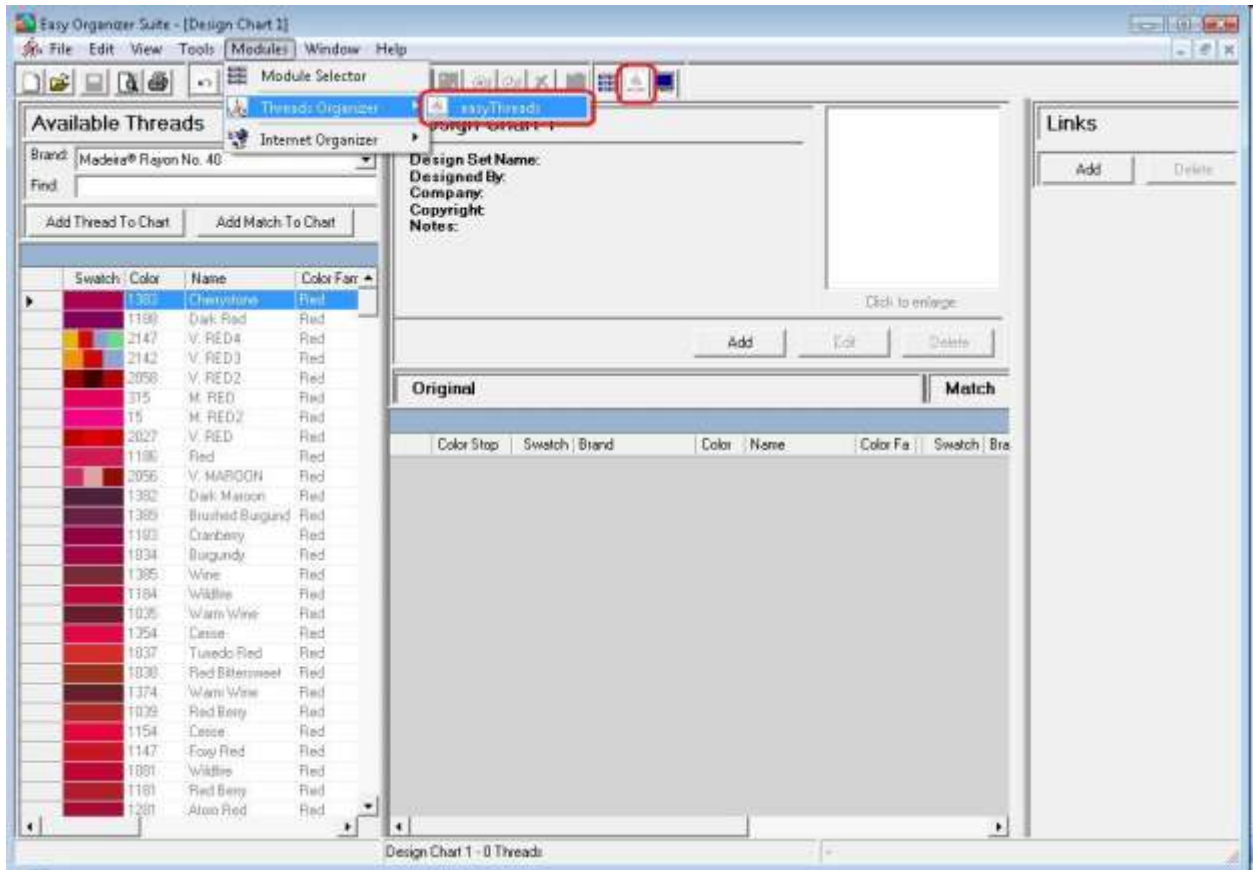 Easy Organizer Suite - [Design Chart 1]
File Edit View Tools Modules Window Help
Module Selector
Threads Organizer
easyThreads
Internet Organizer
Available Threads
Brand: Madeira® Rayon No. 40
Find
Add Thread To Chart Add Match To Chart
Swatch Color Name Color Fam
1383 Cherrystone Red
1188 Dark Red Red
2147 V. RED4 Red
2142 V. RED3 Red
2058 V. RED2 Red
315 M. RED Red
15 M. RED2 Red
2027 V. RED Red
1186 Red Red
2056 V. MAROON Red
1382 Dark Maroon Red
1389 Brushed Burgund Red
1183 Cranberry Red
1034 Burgundy Red
1385 Wine Red
1184 Wildfire Red
1035 Warm Wine Red
1354 Cerise Red
1037 Tuxedo Red Red
1038 Red Bittersweet Red
1374 Warm Wine Red
1039 Red Berry Red
1154 Cerise Red
1147 Foxy Red Red
1081 Wildfire Red
1181 Red Berry Red
1281 Red
Design Chart 1
Design Set Name:
Designed By:
Company:
Copyright:
Notes:
Click to enlarge
Add Edit Delete
Original Match
Color Stop Swatch Brand Color Name Color Fa Swatch Bra
Links
Add Delete
Design Chart 1 - 0 Threads